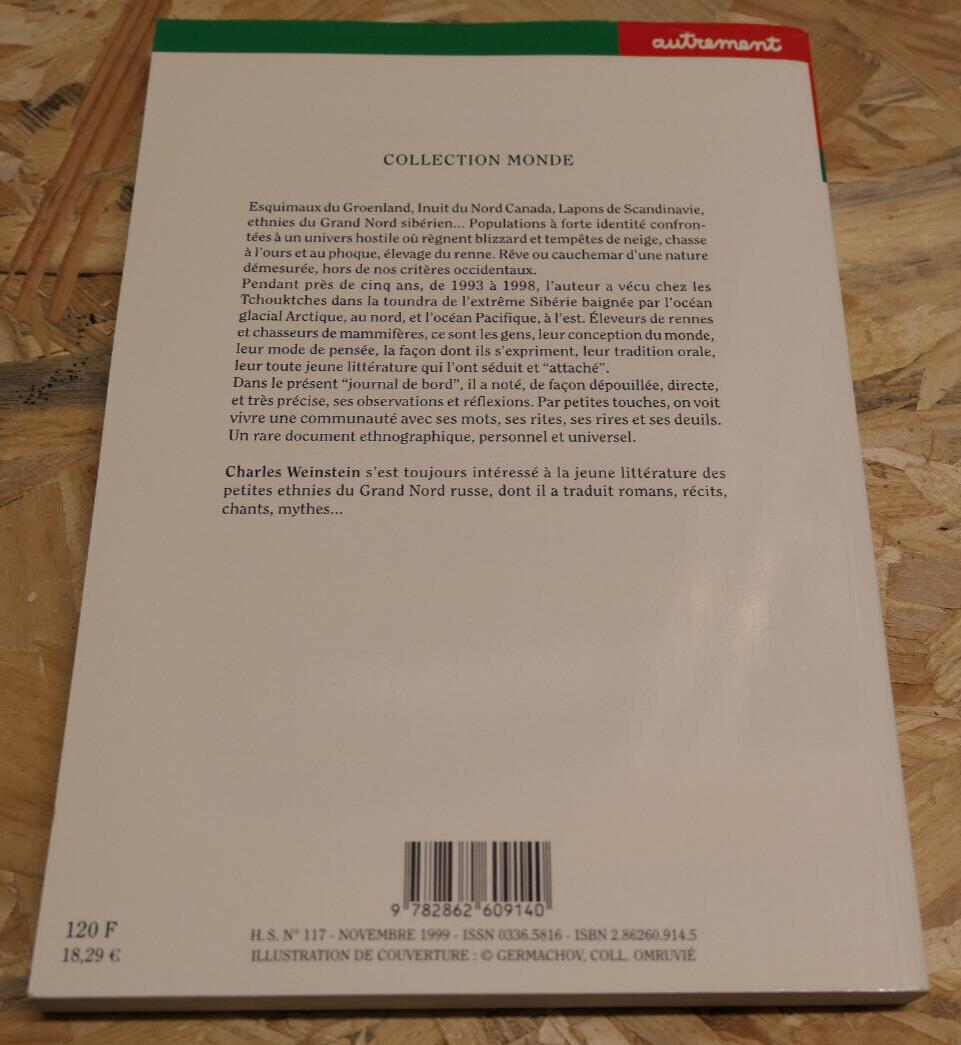 autrement
COLLECTION MONDE
Esquimaux du Groenland, Inuit du Nord Canada, Lapons de Scandinavie,
ethnies du Grand Nord sibérien... Populations à forte identité confron-
tées à un univers hostile où règnent blizzard et tempêtes de neige, chasse
à l'ours et au phoque, élevage du renne. Rêve ou cauchemar d'une nature
démesurée, hors de nos critères occidentaux.
Pendant près de cinq ans, de 1993 à 1998, l'auteur a vécu chez les
Tchouktches dans la toundra de l'extrême Sibérie baignée par l'océan
glacial Arctique, au nord, et l'océan Pacifique, à l'est. Éleveurs de rennes
et chasseurs de mammifères, ce sont les gens, leur conception du monde,
leur mode de pensée, la façon dont ils s'expriment, leur tradition orale,
leur toute jeune littérature qui l'ont séduit et "attaché".
Dans le présent "journal de bord", il a noté, de façon dépouillée, directe,
et très précise, ses observations et réflexions. Par petites touches, on voit
vivre une communauté avec ses mots, ses rites, ses rires et ses deuils.
Un rare document ethnographique, personnel et universel.
Charles Weinstein s'est toujours intéressé à la jeune littérature des
petites ethnies du Grand Nord russe, dont il a traduit romans, récits,
chants, mythes...
9 782862 609140
120 F
18,29 €
H. S. N° 117 - NOVEMBRE 1999 - ISSN 0336.5816 - ISBN 2.86260.914.5
ILLUSTRATION DE COUVERTURE : © GERMACHOV, COLL. OMRUVIÉ